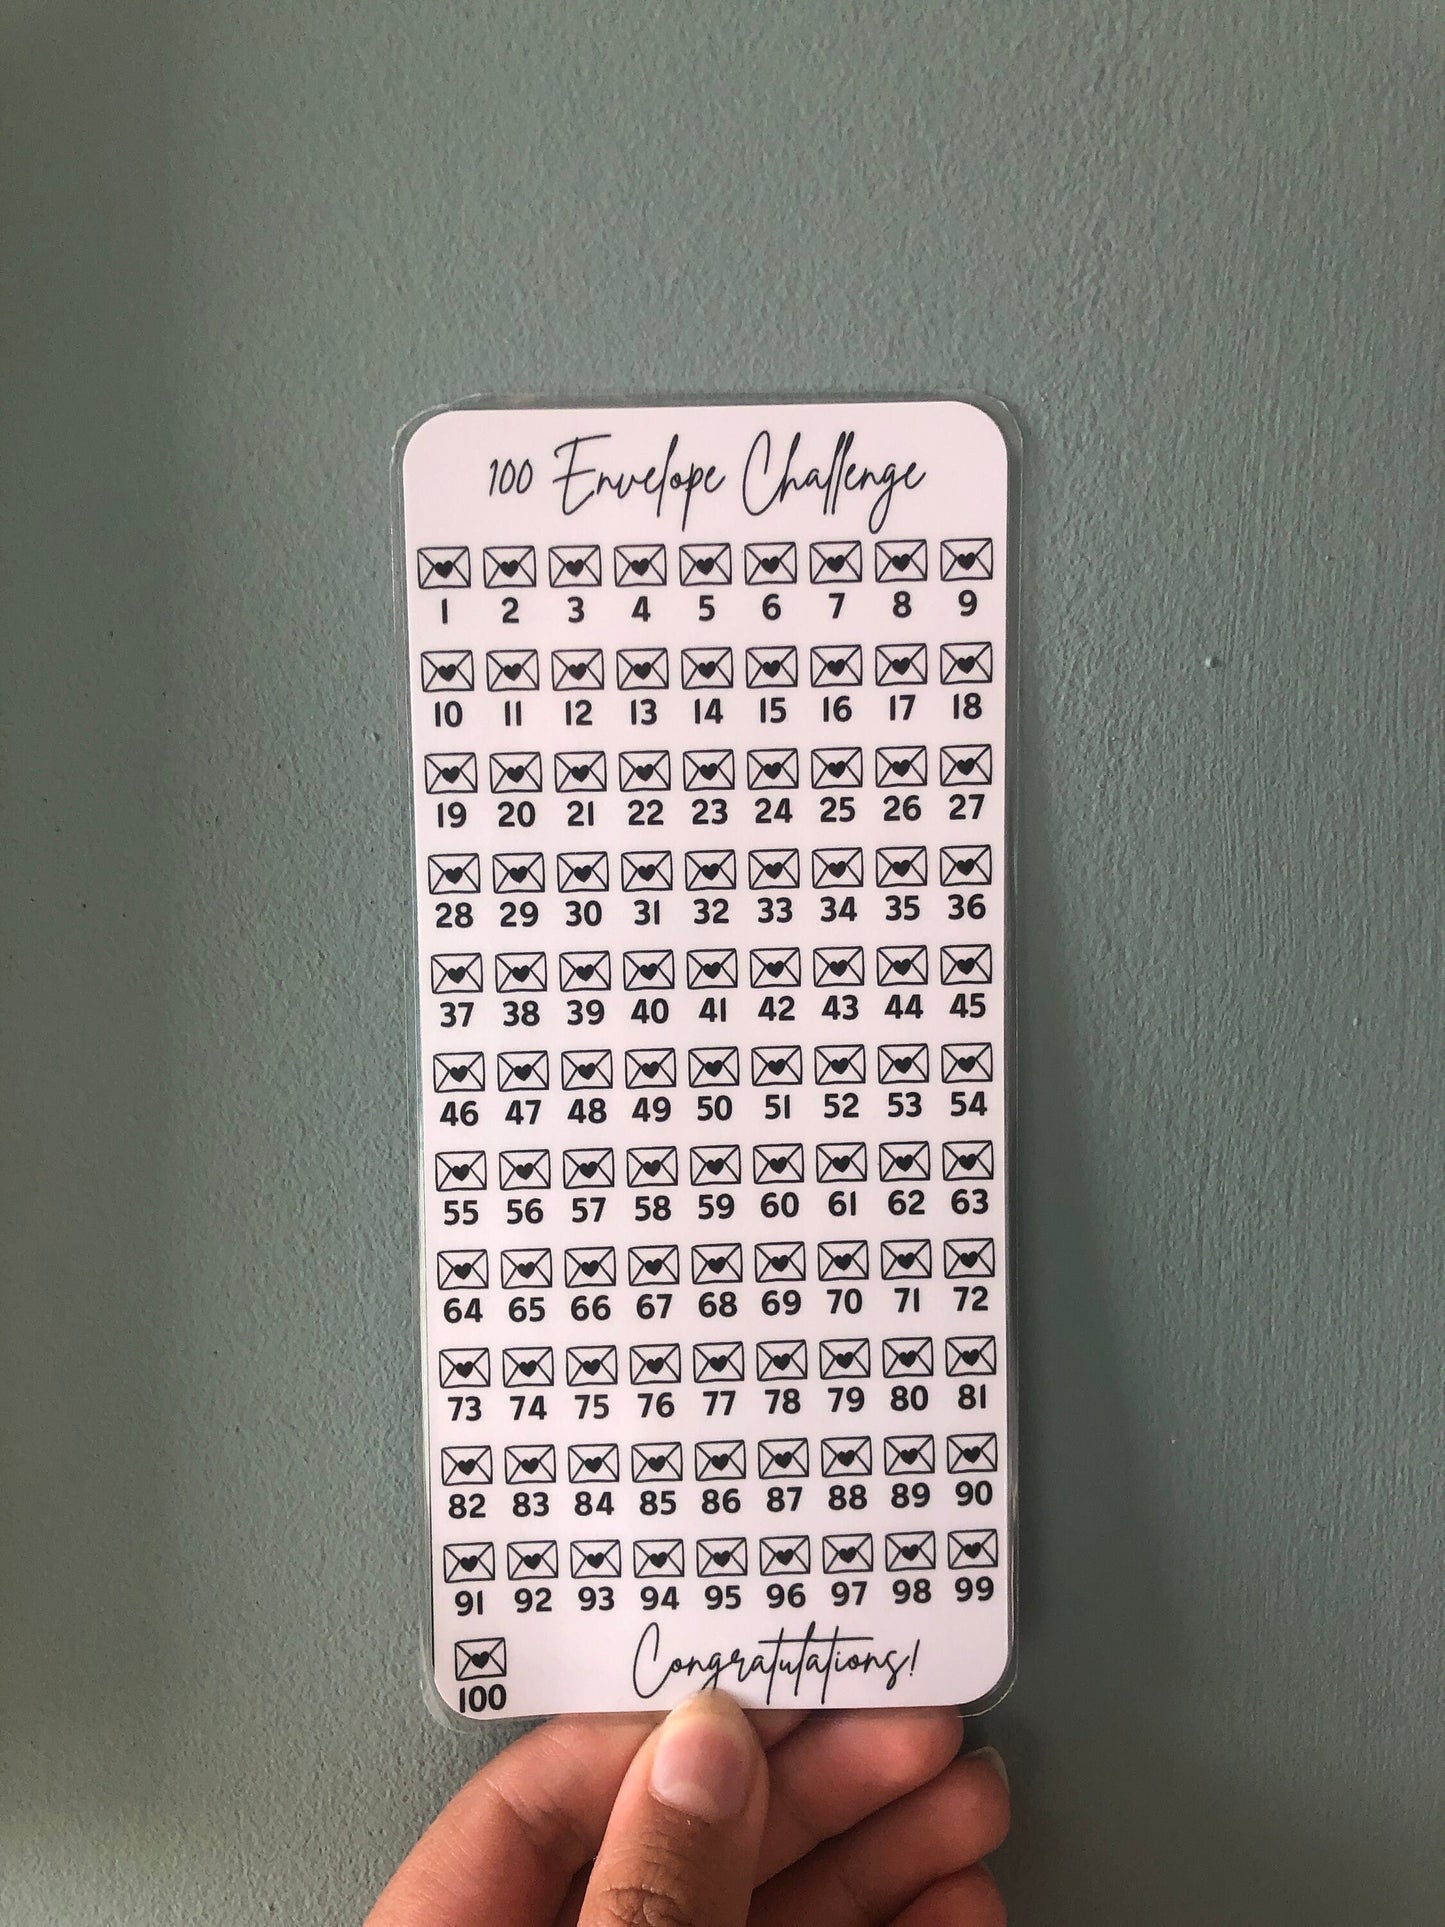 100 Envelope Challenge
1 2 3 4 5 6 7 8 9
10 11 12 13 14 15 16 17 18
19 20 21 22 23 24 25 26 27
28 29 30 31 32 33 34 35 36
37 38 39 40 41 42 43 44 45
46 47 48 49 50 51 52 53 54
55 56 57 58 59 60 61 62 63
64 65 66 67 68 69 70 71 72
73 74 75 76 77 78 79 80 81
82 83 84 85 86 87 88 89 90
91 92 93 94 95 96 97 98 99
100 Congratulations!